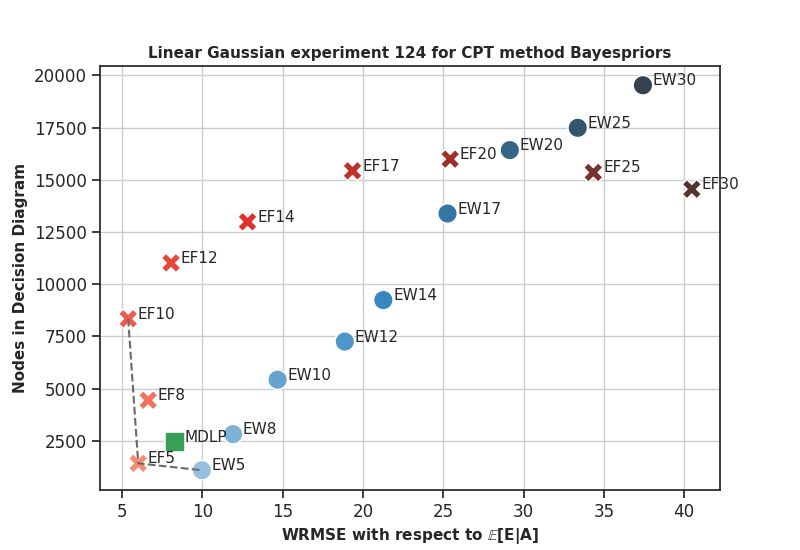 Linear Gaussian experiment 124 for CPT method Bayespriors
Nodes in Decision Diagram
20000
17500
15000
12500
10000
7500
5000
2500
EW30
EW25
EW20
EF20
EF17
EF25
EF30
EW17
EF14
EF12
EW14
EF10
EW12
EW10
EF8
EW8
MDLP
EF5
EW5
5
10
15
20
25
30
35
40
WRMSE with respect to 𝔼[E|A]